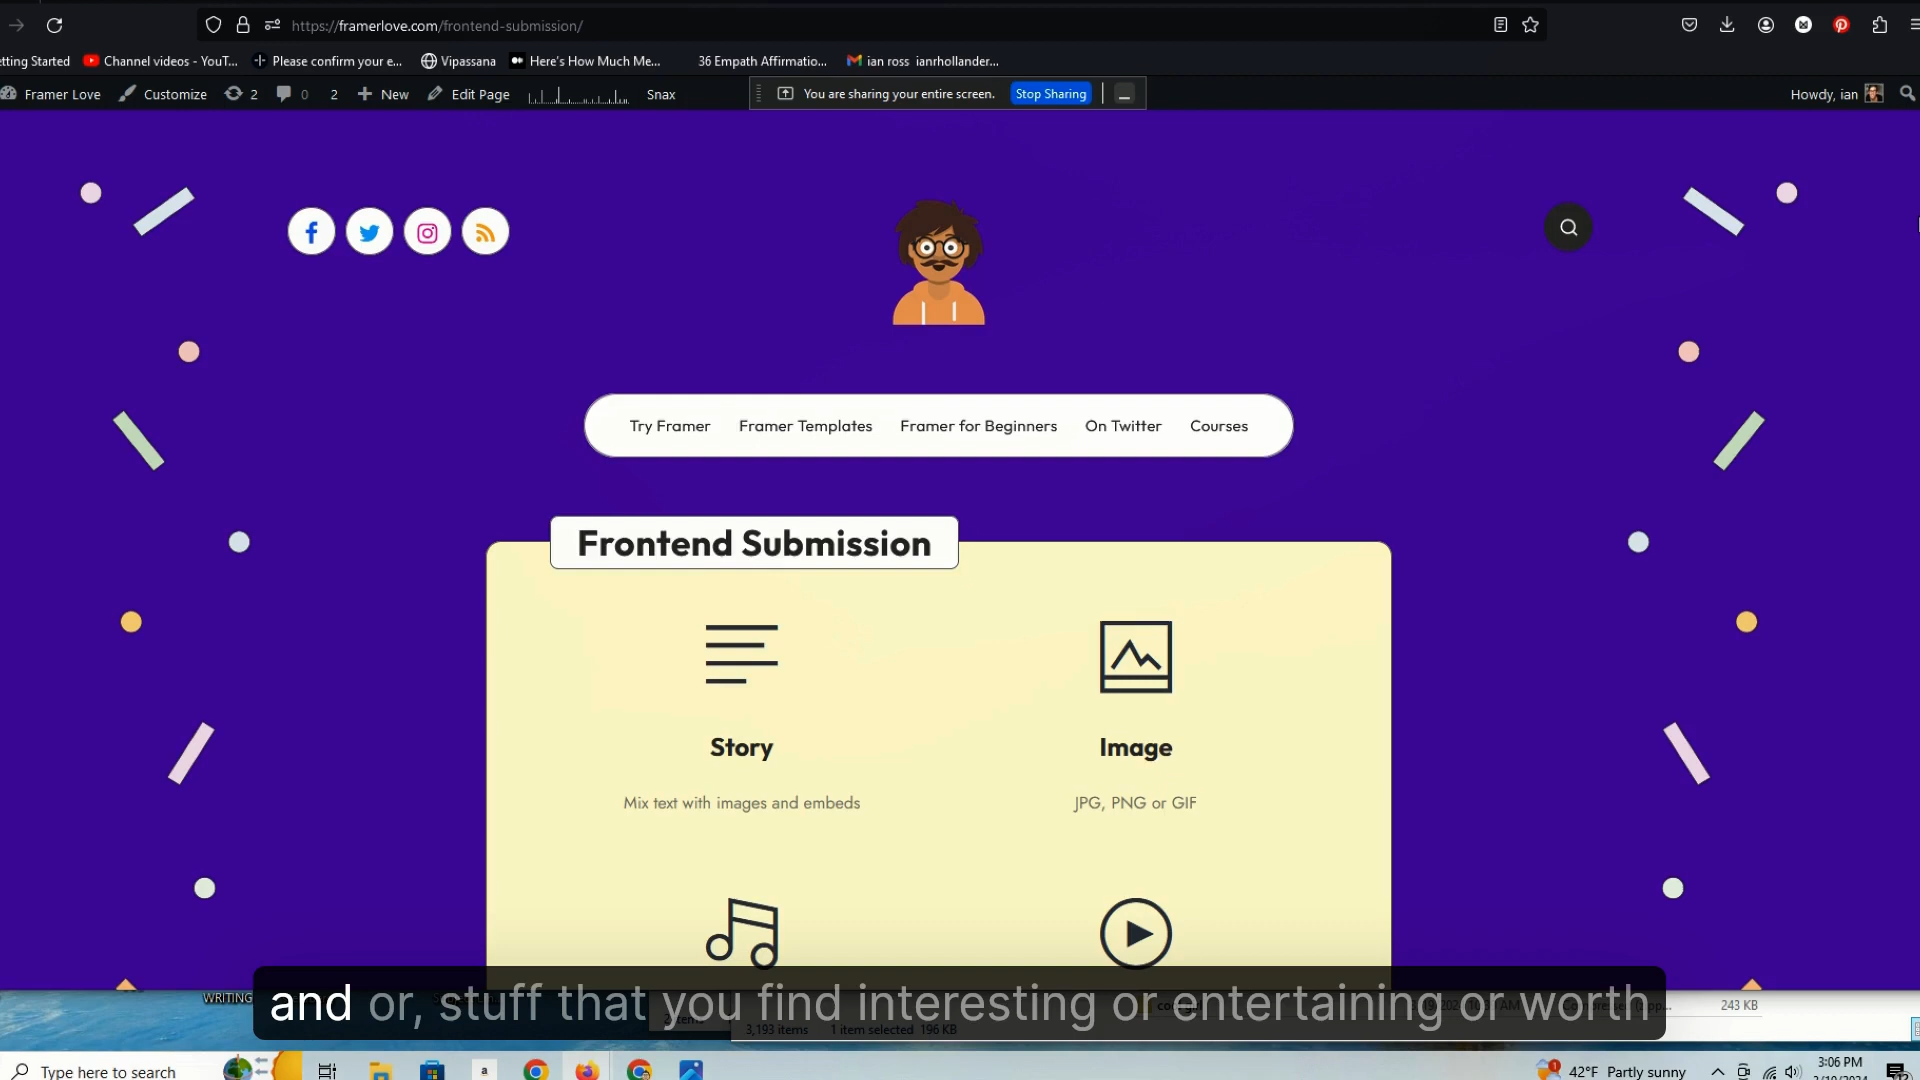 https://framerlove.com/frontend-submission/
etting Started
Channel videos - YouT...
Please confirm your e...
Vipassana
Here's How Much Me...
36 Empath Affirmatio...
ian ross ianrhollander...
Framer Love
Customize
2
0
2
New
Edit Page
Snax
You are sharing your entire screen.
Stop Sharing
Howdy, ian
Try Framer
Framer Templates
Framer for Beginners
On Twitter
Courses
Frontend Submission
Story
Image
Mix text with images and embeds
JPG, PNG or GIF
WRITING
and or, stuff that you find interesting or entertaining or worth
243 KB
3,193 items
1 item selected 196 KB
Type here to search
a
42°F Partly sunny
3:06 PM